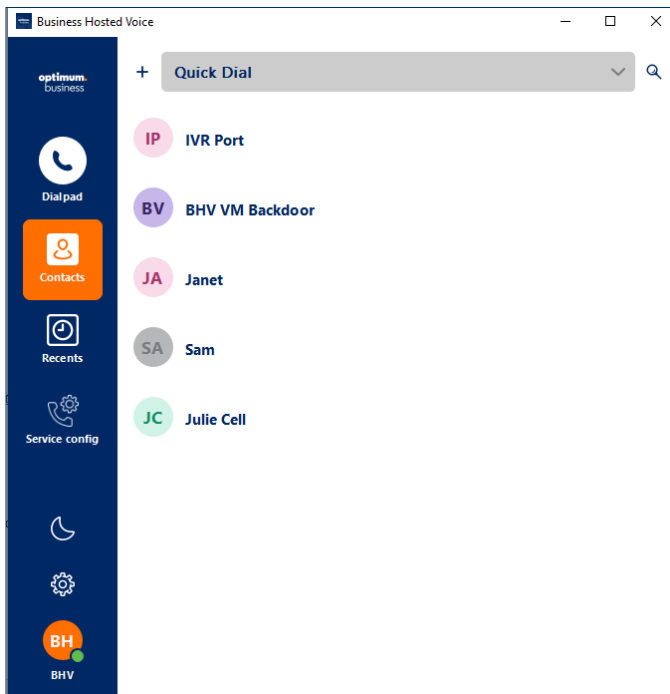 Business Hosted Voice
optimum.
business
Dialpad
Contacts
Recents
Service config
BH
BHV
+ Quick Dial
IP IVR Port
BV BHV VM Backdoor
JA Janet
SA Sam
JC Julie Cell